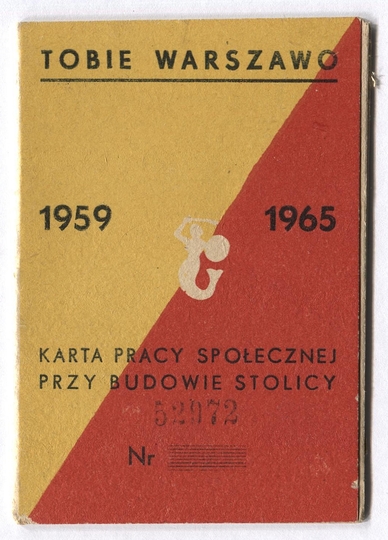 TOBIE WARSZAWO
1959 1965
KARTA PRACY SPOŁECZNEJ
PRZY BUDOWIE STOLICY
52972
Nr